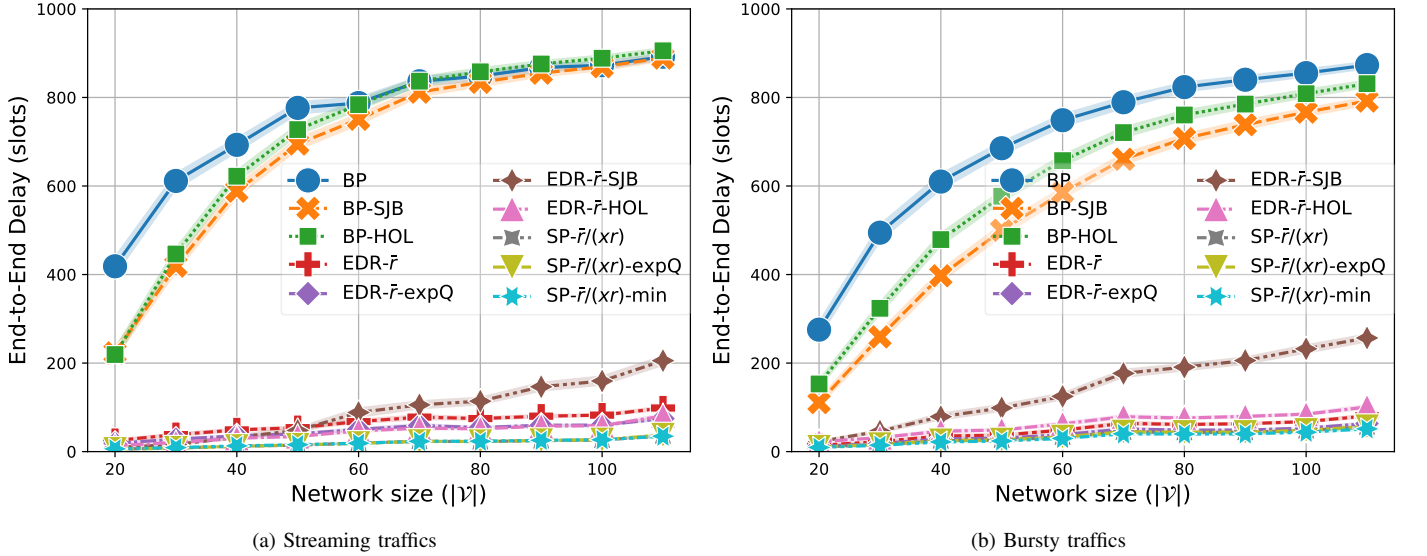 1000
800
600
400
200
0
End-to-End Delay (slots)
20
40
60
80
100
Network size (|𝒱|)
BP
BP-SJB
BP-HOL
EDR-r̄
EDR-r̄-expQ
EDR-r̄-SJB
EDR-r̄-HOL
SP-r̄/(xr)
SP-r̄/(xr)-expQ
SP-r̄/(xr)-min
(a) Streaming traffics
1000
800
600
400
200
0
End-to-End Delay (slots)
20
40
60
80
100
Network size (|𝒱|)
BP
BP-SJB
BP-HOL
EDR-r̄
EDR-r̄-expQ
EDR-r̄-SJB
EDR-r̄-HOL
SP-r̄/(xr)
SP-r̄/(xr)-expQ
SP-r̄/(xr)-min
(b) Bursty traffics